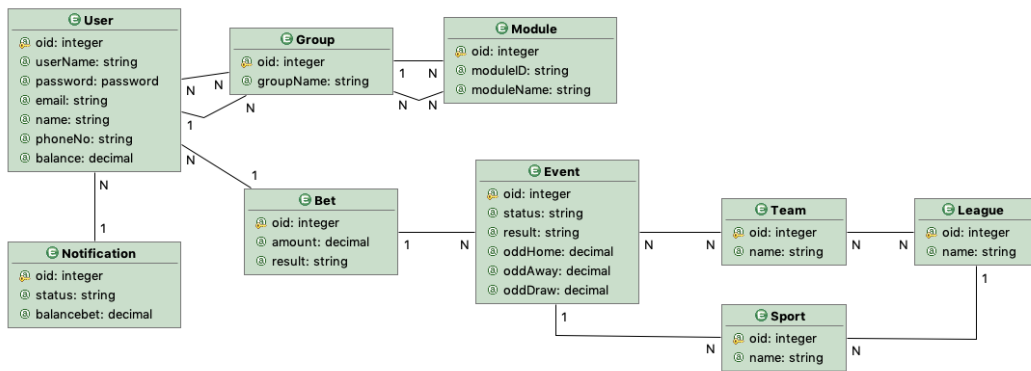 User
oid: integer
userName: string
password: password
email: string
name: string
phoneNo: string
balance: decimal
Group
oid: integer
groupName: string
Module
oid: integer
moduleID: string
moduleName: string
N
N
1
N
1
N
N
N
N
1
N
1
Bet
oid: integer
amount: decimal
result: string
1
N
Event
oid: integer
status: string
result: string
oddHome: decimal
oddAway: decimal
oddDraw: decimal
N
N
Team
oid: integer
name: string
N
N
League
oid: integer
name: string
Notification
oid: integer
status: string
balancebet: decimal
1
N
1
N
Sport
oid: integer
name: string